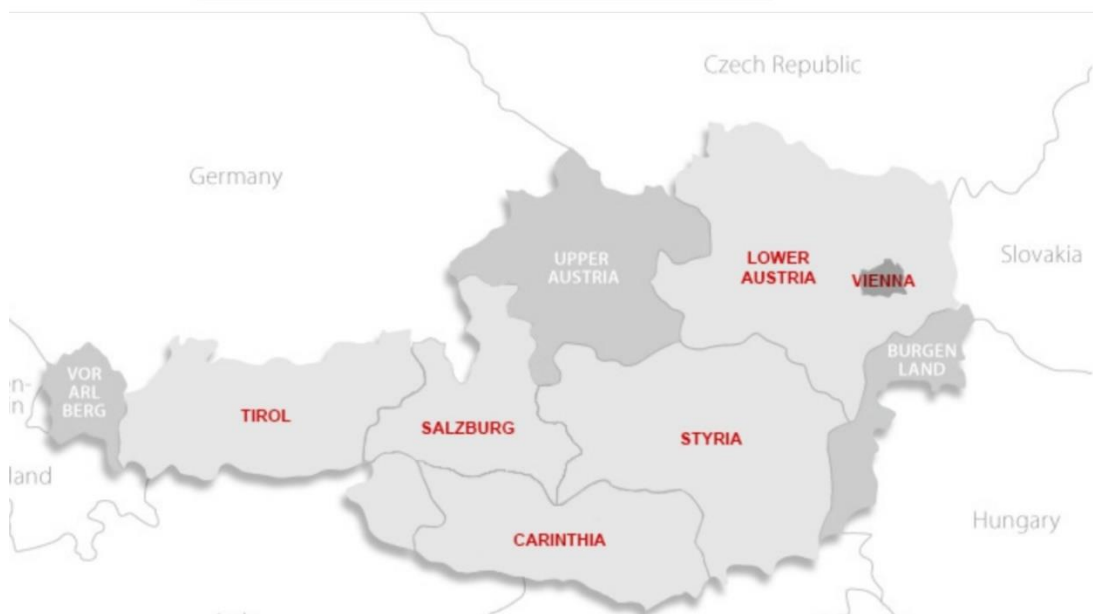 Czech Republic
Germany
Slovakia
UPPER
AUSTRIA
LOWER
AUSTRIA
VIENNA
BURGEN
LAND
VOR
ARL
BERG
TIROL
SALZBURG
STYRIA
land
Hungary
CARINTHIA